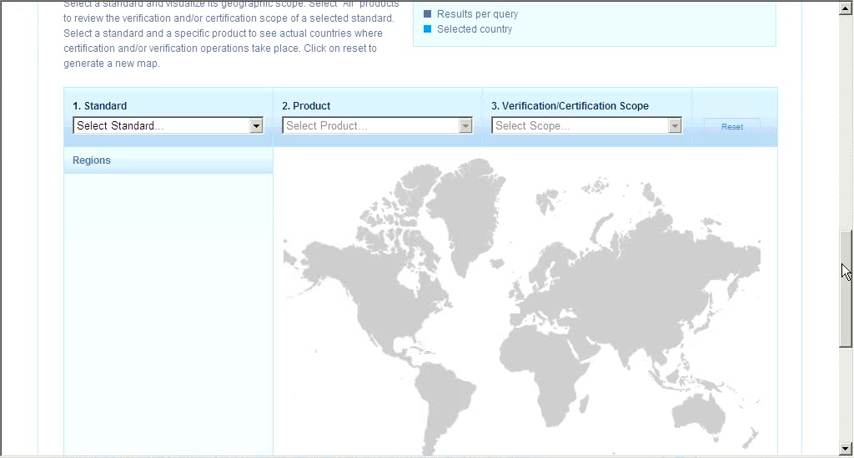 Select a standard and visualize its geographic scope. Select "All" products
to review the verification and/or certification scope of a selected standard.
Select a standard and a specific product to see actual countries where
certification and/or verification operations take place. Click on reset to
generate a new map.
Results per query
Selected country
1. Standard
2. Product
3. Verification/Certification Scope
Select Standard...
Select Product...
Select Scope...
Reset
Regions